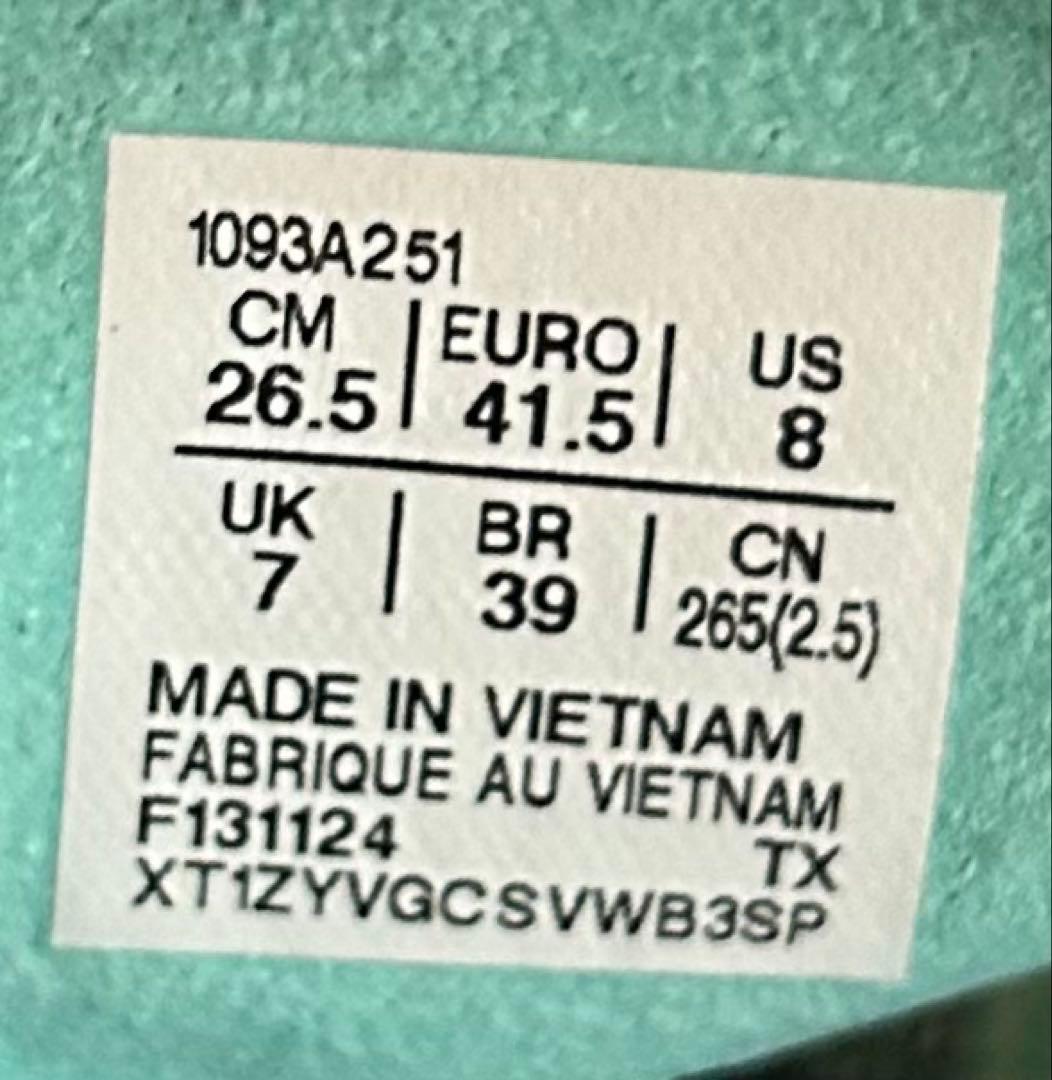 1093A251
CM | EURO | US
26.5 | 41.5 | 8
UK | BR | CN
7 | 39 | 265(2.5)
MADE IN VIETNAM
FABRIQUE AU VIETNAM
F131124 TX
XT1ZYVGCSVWB3SP